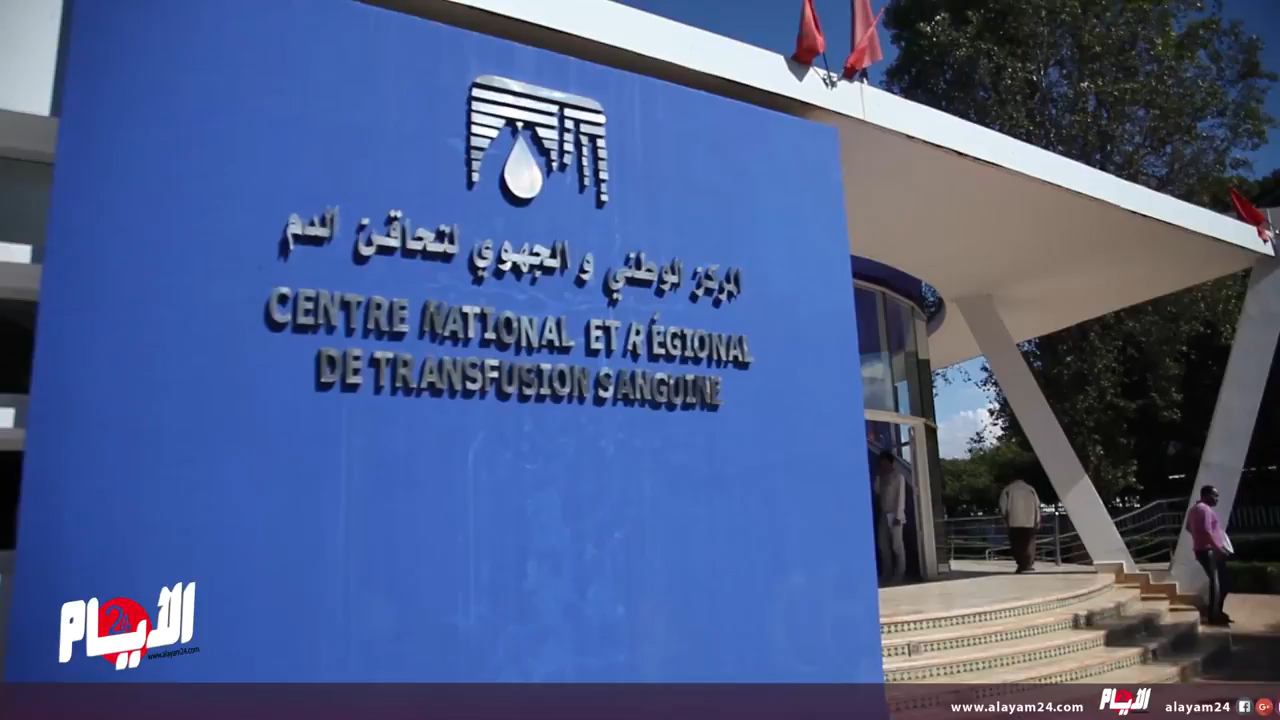 المركز الوطني و الجهوي لتحاقن الدم
CENTRE NATIONAL ET RÉGIONAL
DE TRANSFUSION SANGUINE
الأيام 24
www.alayam24.com
www.alayam24.com الأيام alayam24